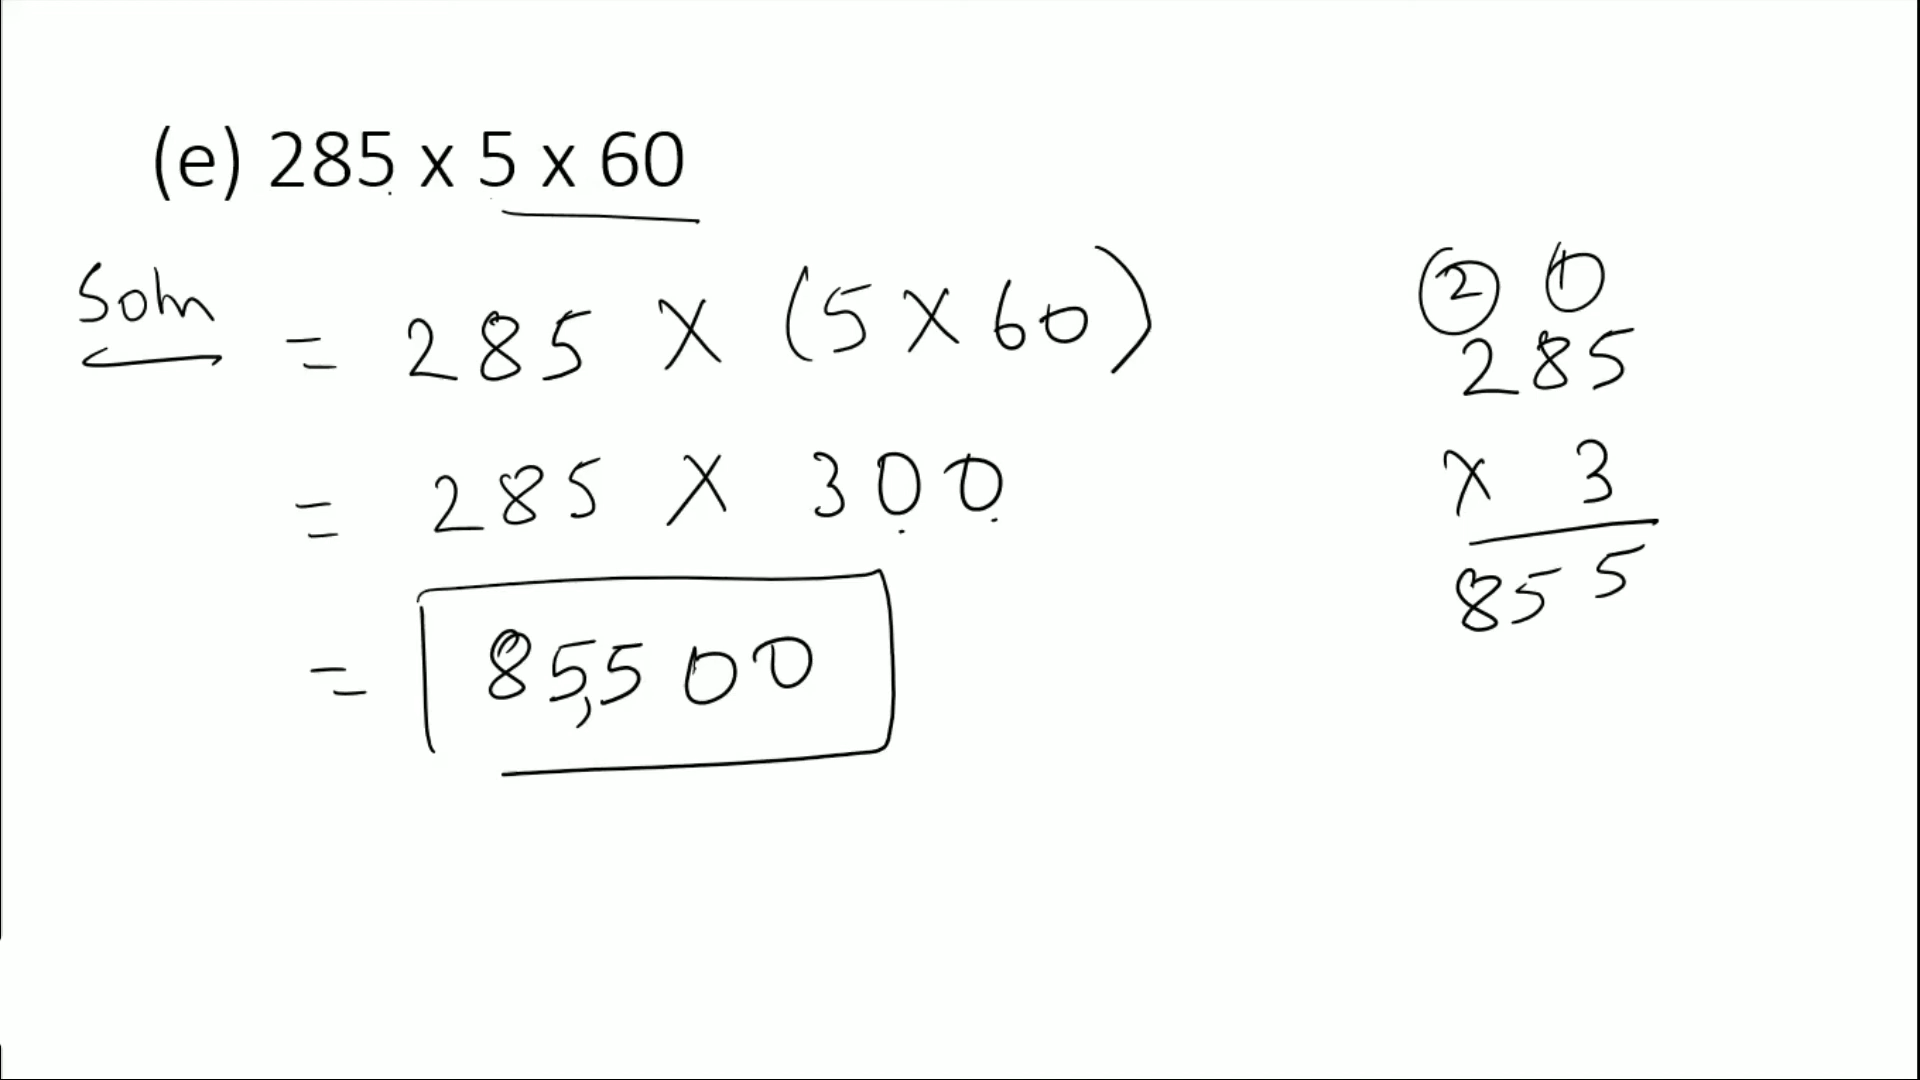 (e) 285 x 5 x 60
Soln
= 285 X (5 X 60)
= 285 X 300
= 85,500
2 1
285
X 3
855